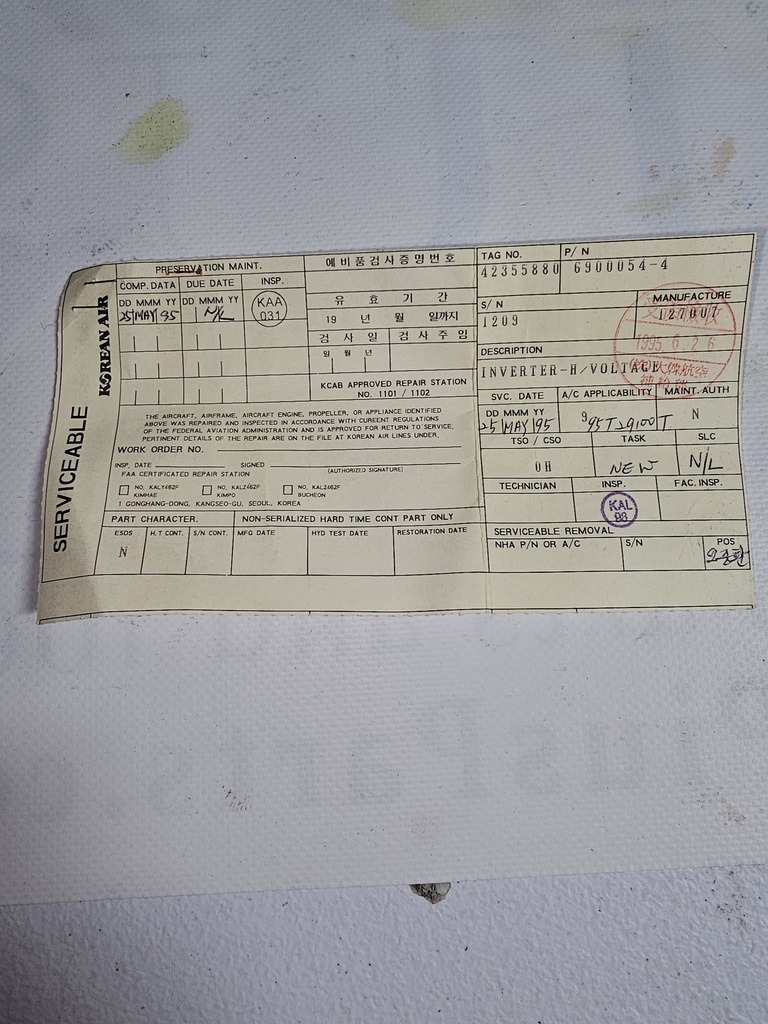 SERVICEABLE
KOREAN AIR
PRESERVATION MAINT.
COMP. DATA DUE DATE INSP.
DD MMM YY DD MMM YY
25 MAY 95 N/L
KAA
031
예비품검사증명번호
유 효 기 간
19 년 월 일까지
검 사 일 검 사 주 임
일 월 년
KCAB APPROVED REPAIR STATION
NO. 1101 / 1102
THE AIRCRAFT, AIRFRAME, AIRCRAFT ENGINE, PROPELLER, OR APPLIANCE IDENTIFIED
ABOVE WAS REPAIRED AND INSPECTED IN ACCORDANCE WITH CUREENT REGULATIONS
OF THE FEDERAL AVIATION ADMINISTRATION AND IS APPROVED FOR RETURN TO SERVICE.
PERTINENT DETAILS OF THE REPAIR ARE ON THE FILE AT KOREAN AIR LINES UNDER.
WORK ORDER NO.
INSP. DATE SIGNED
(AUTHORIZED SIGNATURE)
FAA CERTIFICATED REPAIR STATION
NO. KALY462F NO. KALZ462F NO. KAL2462F
KIMHAE KIMPO BUCHEON
1 GONGHANG-DONG, KANGSEO-GU, SEOUL, KOREA
PART CHARACTER. NON-SERIALIZED HARD TIME CONT PART ONLY
ESDS H.T CONT. S/N CONT. MFG DATE HYD TEST DATE RESTORATION DATE
N
TAG NO. P/ N
42355880 6900054-4
S/ N MANUFACTURE
1209 127007
1995 6. 26
DESCRIPTION
INVERTER-H/VOLTAGE
SVC. DATE A/C APPLICABILITY MAINT. AUTH
DD MMM YY
25 MAY 95 N
TSO / CSO TASK SLC
0H NEW N/L
TECHNICIAN INSP. FAC. INSP.
KAL
98
SERVICEABLE REMOVAL
NHA P/N OR A/C S/N POS